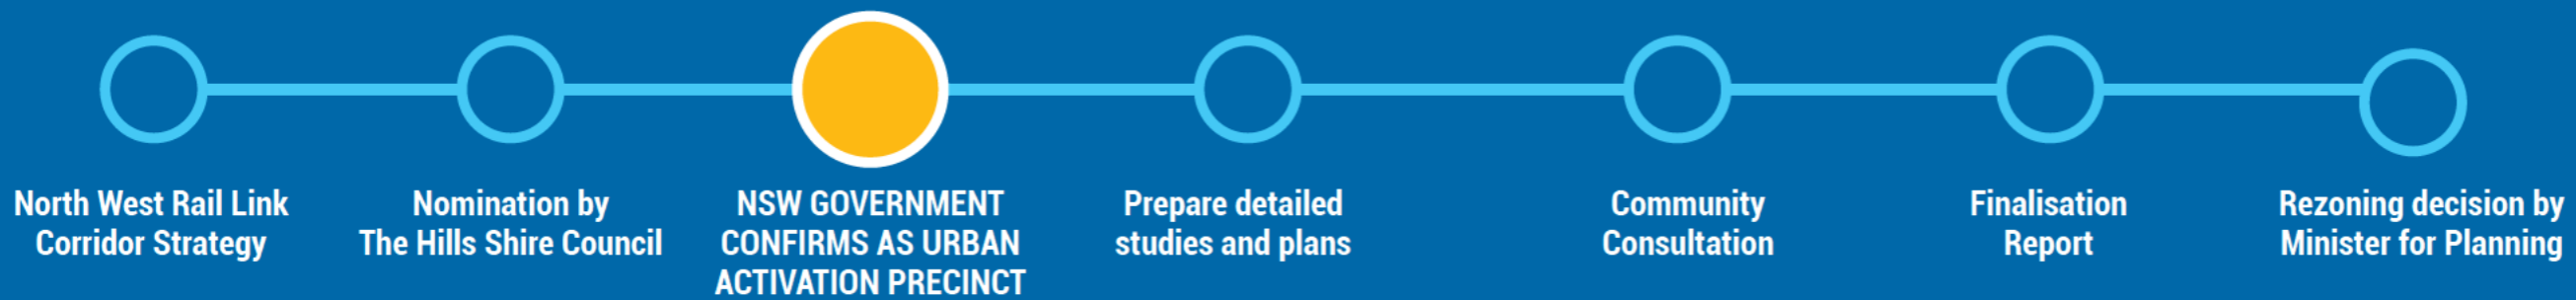 North West Rail Link
Corridor Strategy
Nomination by
The Hills Shire Council
NSW GOVERNMENT
CONFIRMS AS URBAN
ACTIVATION PRECINCT
Prepare detailed
studies and plans
Community
Consultation
Finalisation
Report
Rezoning decision by
Minister for Planning